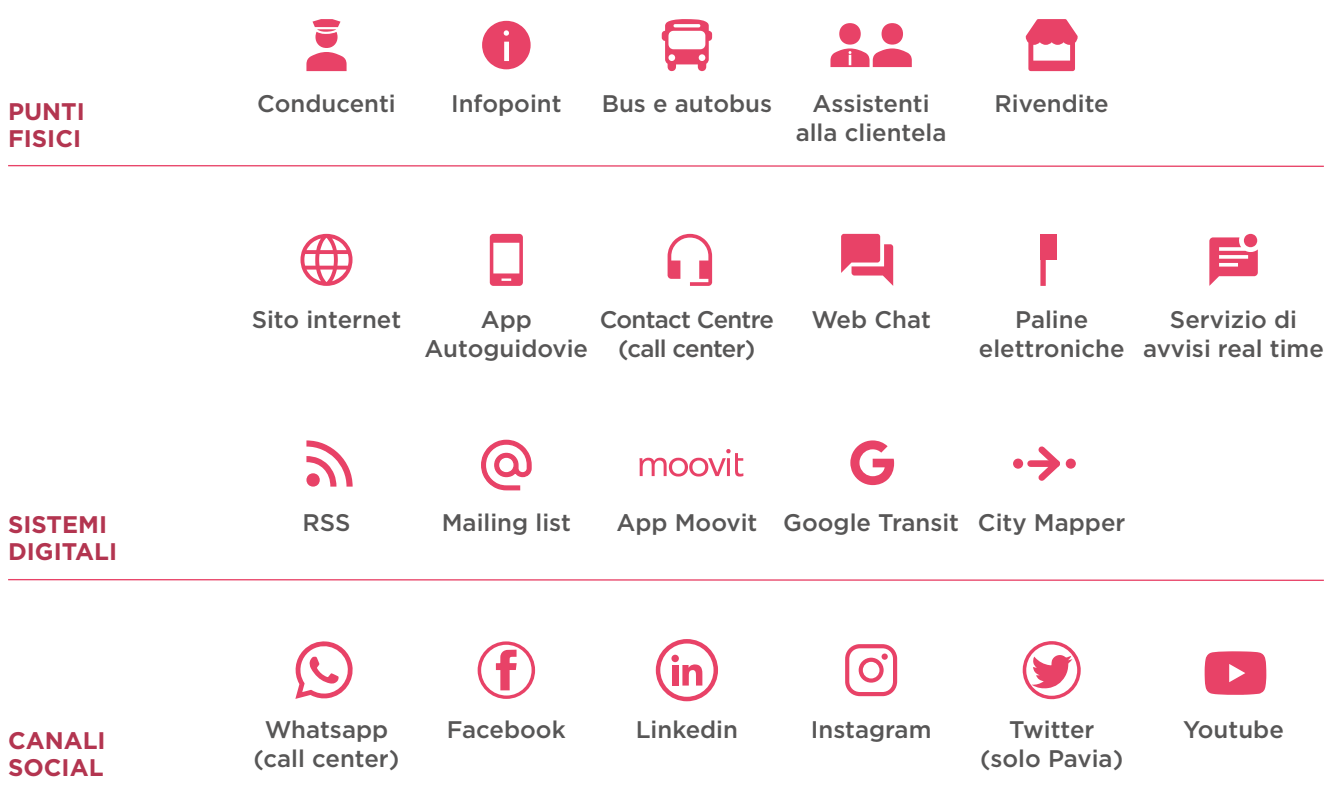 PUNTI
FISICI
Conducenti
Infopoint
Bus e autobus
Assistenti
alla clientela
Rivendite
Sito internet
App
Autoguidovie
Contact Centre
(call center)
Web Chat
Paline
elettroniche
Servizio di
avvisi real time
SISTEMI
DIGITALI
RSS
Mailing list
moovit
App Moovit
Google Transit
City Mapper
CANALI
SOCIAL
Whatsapp
(call center)
Facebook
Linkedin
Instagram
Twitter
(solo Pavia)
Youtube